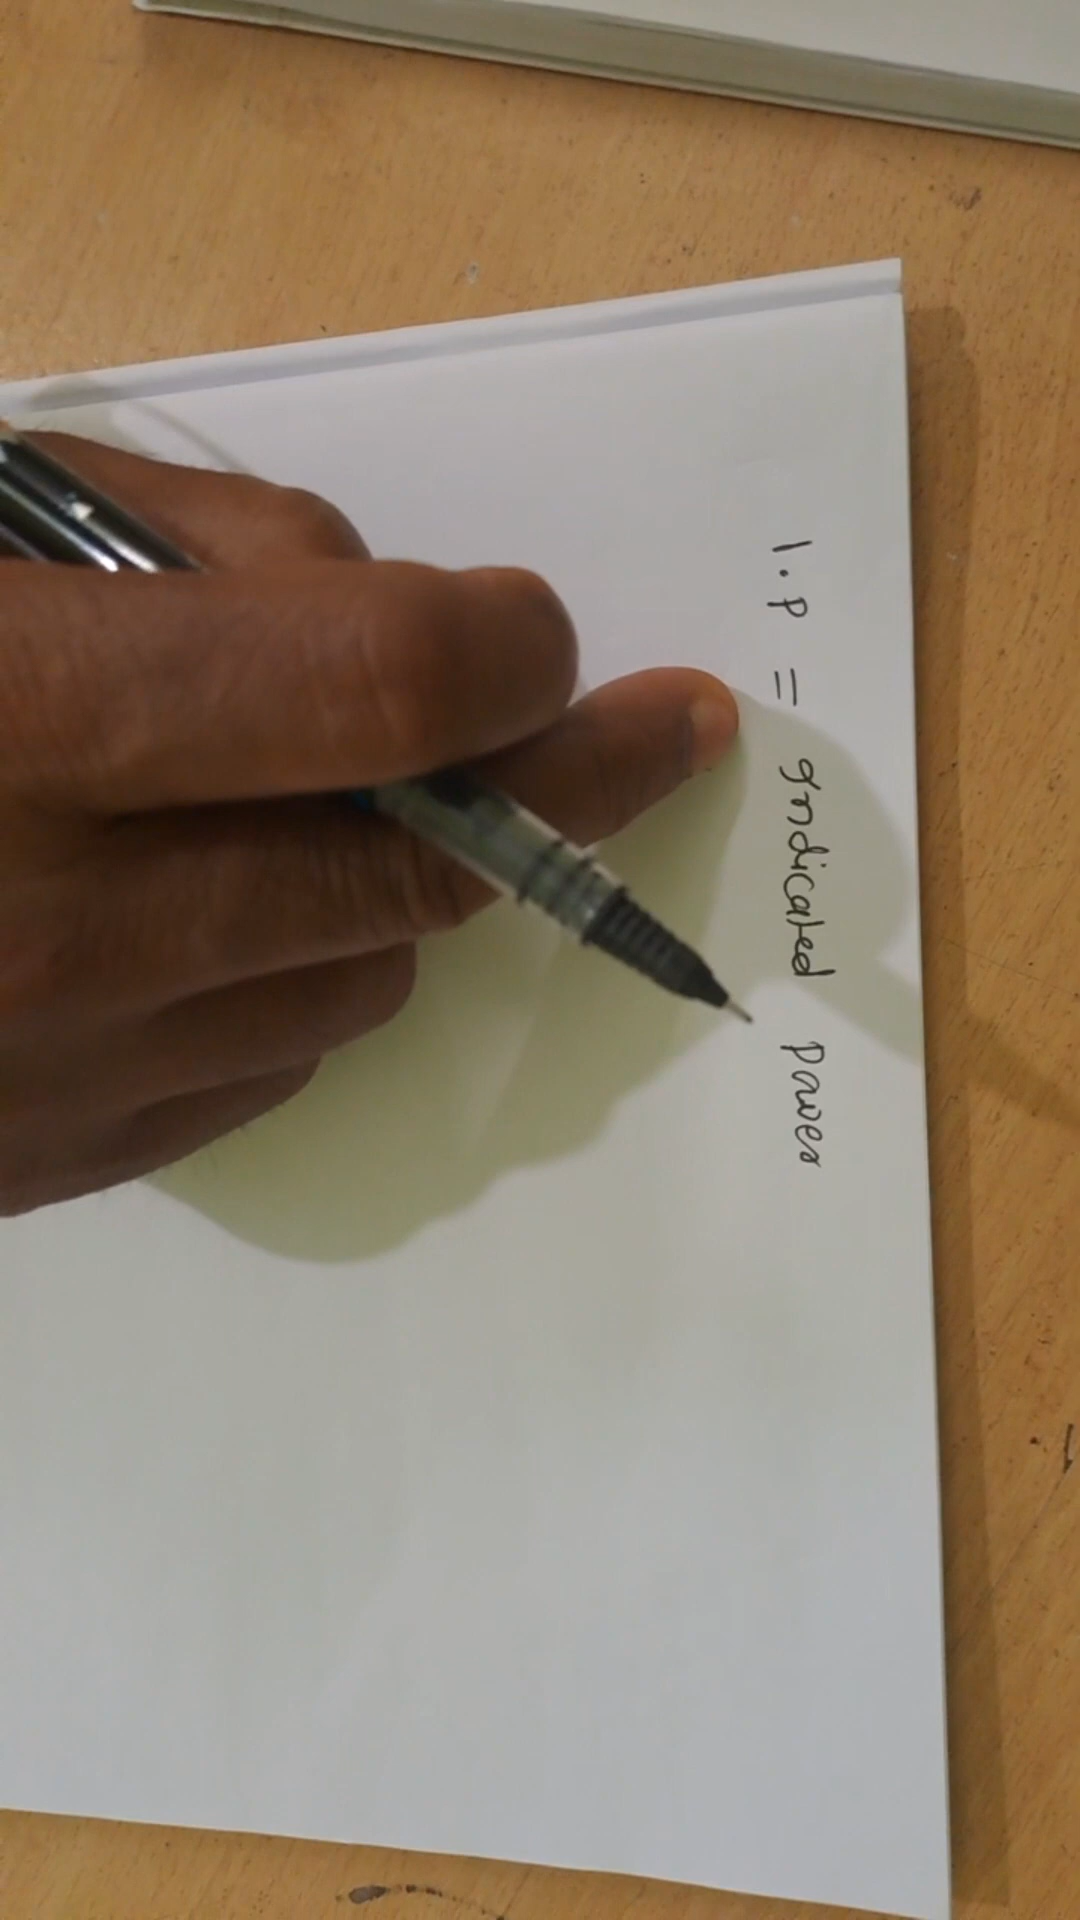 I.P = Indicated Power